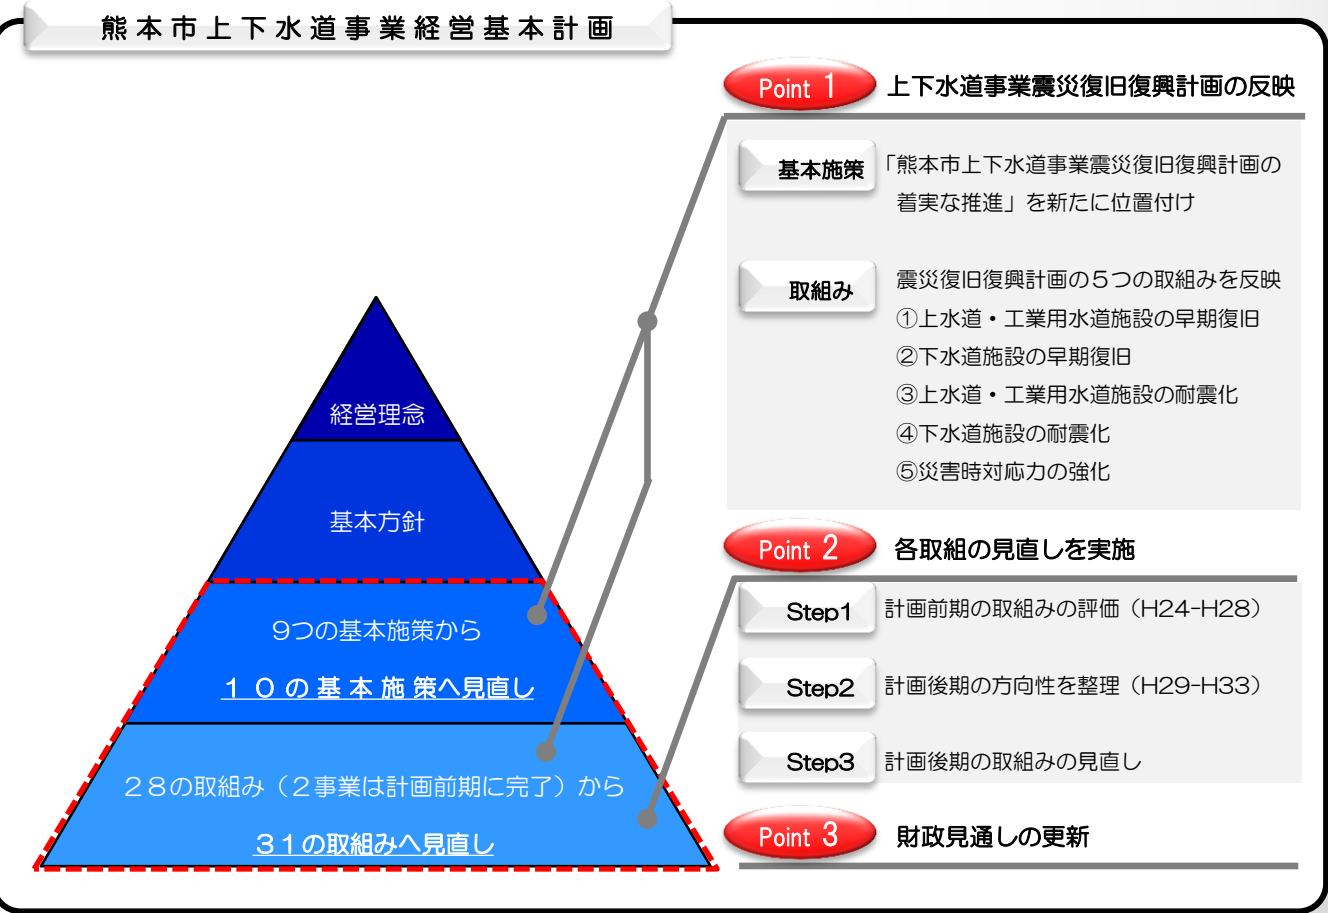 熊本市上下水道事業経営基本計画
経営理念
基本方針
9つの基本施策から
１０の基本施策へ見直し
２８の取組み（２事業は計画前期に完了）から
３１の取組みへ見直し
Point 1 上下水道事業震災復旧復興計画の反映
基本施策 「熊本市上下水道事業震災復旧復興計画の
着実な推進」を新たに位置付け
取組み 震災復旧復興計画の５つの取組みを反映
①上水道・工業用水道施設の早期復旧
②下水道施設の早期復旧
③上水道・工業用水道施設の耐震化
④下水道施設の耐震化
⑤災害時対応力の強化
Point 2 各取組の見直しを実施
Step1 計画前期の取組みの評価（H24-H28）
Step2 計画後期の方向性を整理（H29-H33）
Step3 計画後期の取組みの見直し
Point 3 財政見通しの更新